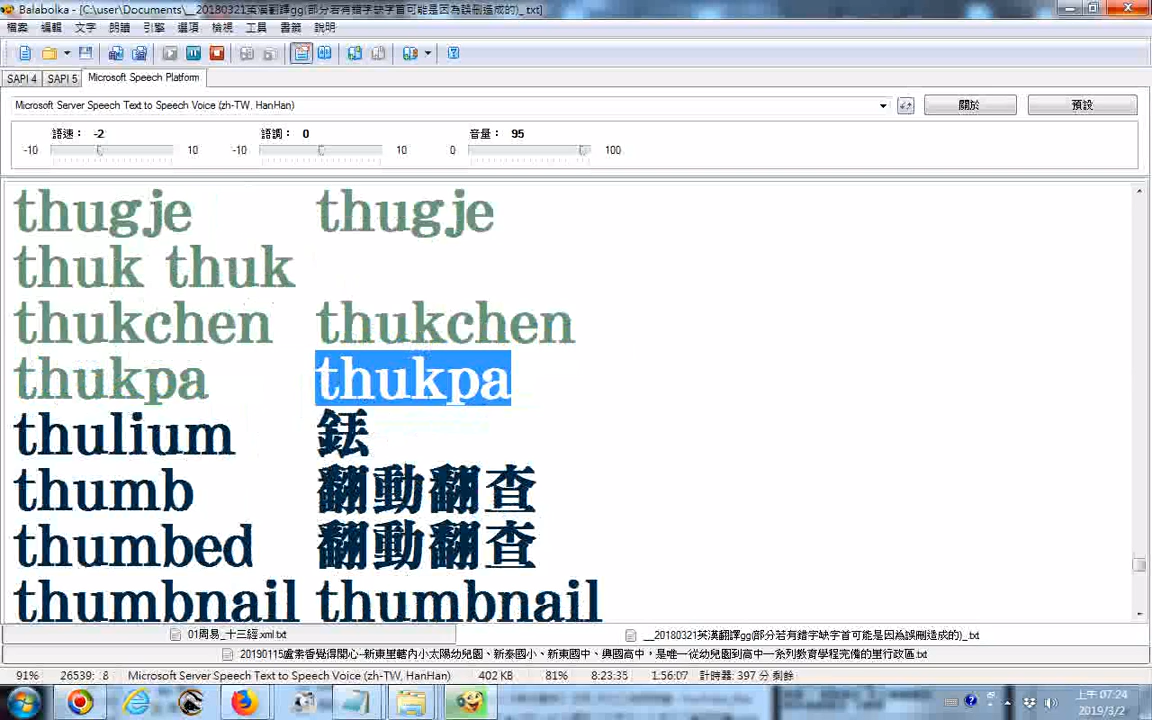 Balabolka - [C:\user\Documents\__20180321英漢翻譯gg(部分若有錯字缺字首可能是因為誤刪造成的)_.txt]
檔案 編輯 文字 朗讀 引擎 選項 檢視 工具 書籤 說明
SAPI 4 SAPI 5 Microsoft Speech Platform
Microsoft Server Speech Text to Speech Voice (zh-TW, HanHan) 關於 預設
語速： -2 語調： 0 音量： 95
-10 10 -10 10 0 100
thugje thugje
thuk thuk
thukchen thukchen
thukpa thukpa
thulium 銩
thumb 翻動翻查
thumbed 翻動翻查
thumbnail thumbnail
01周易_十三經.xml.txt __20180321英漢翻譯gg(部分若有錯字缺字首可能是因為誤刪造成的)_.txt
20190115盧素香覺得開心-新東里轄內小太陽幼兒園、新泰國小、新東國中、興國高中，是唯一從幼兒園到高中一系列教育學程完備的里行政區.txt
91% 26539: 8 Microsoft Server Speech Text to Speech Voice (zh-TW, HanHan) 402 KB 81% 8:23:35 1:56:07 計時器: 397 分 剩餘
上午 07:24
2019/3/2